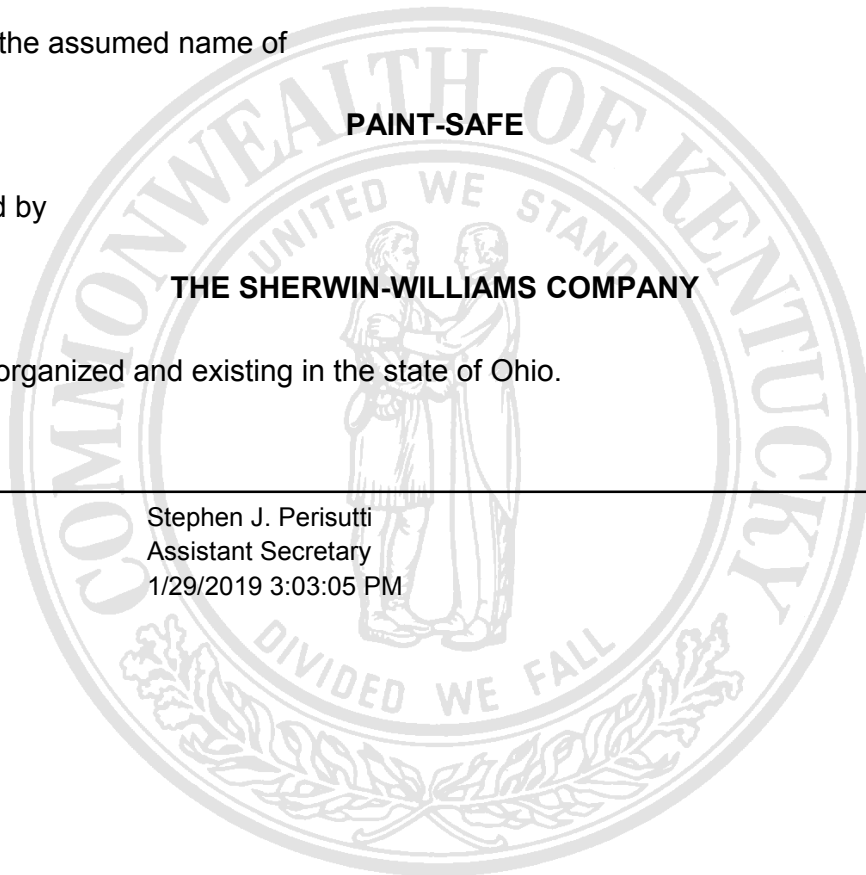 the assumed name of
PAINT-SAFE
d by
THE SHERWIN-WILLIAMS COMPANY
organized and existing in the state of Ohio.
Stephen J. Perisutti
Assistant Secretary
1/29/2019 3:03:05 PM
COMMONWEALTH OF KENTUCKY
UNITED WE STAND
DIVIDED WE FALL